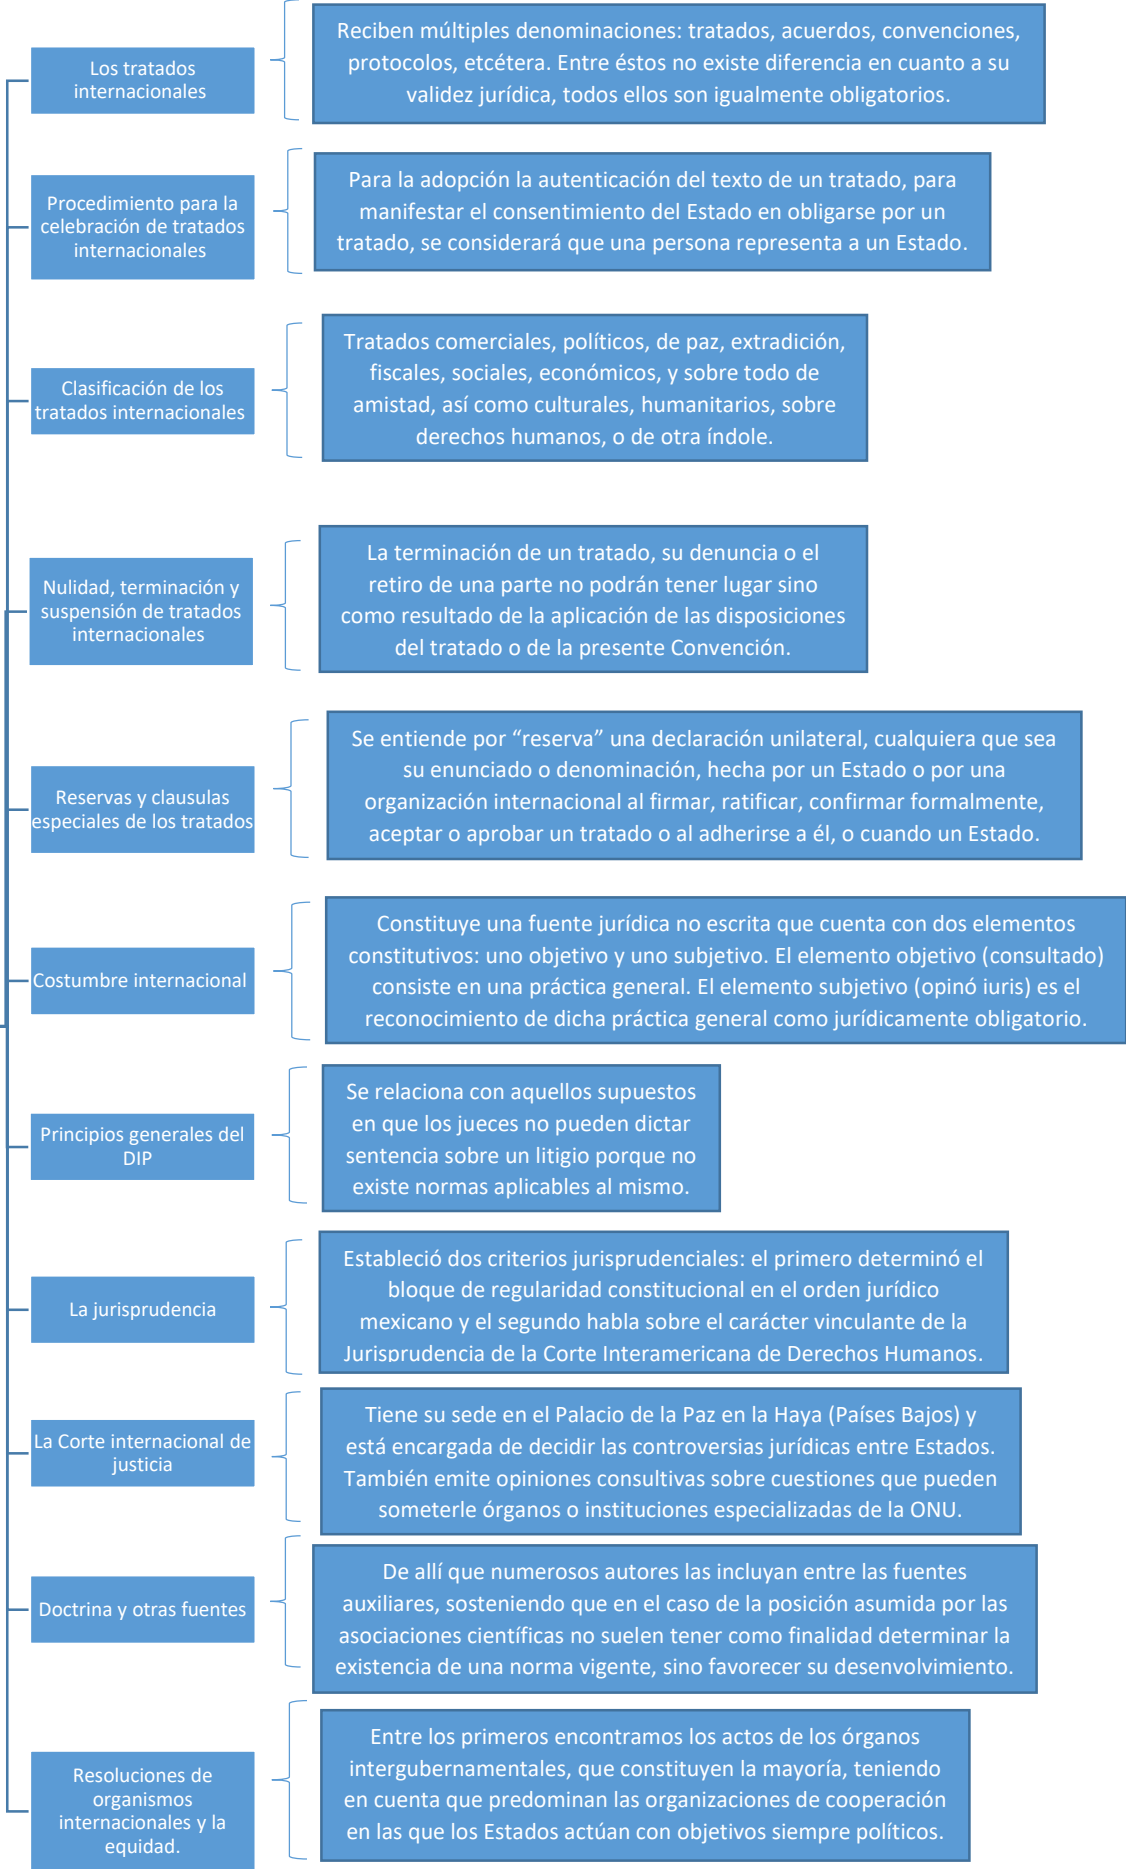 Los tratados
internacionales
Reciben múltiples denominaciones: tratados, acuerdos, convenciones,
protocolos, etcétera. Entre éstos no existe diferencia en cuanto a su
validez jurídica, todos ellos son igualmente obligatorios.
Procedimiento para la
celebración de tratados
internacionales
Para la adopción la autenticación del texto de un tratado, para
manifestar el consentimiento del Estado en obligarse por un
tratado, se considerará que una persona representa a un Estado.
Clasificación de los
tratados internacionales
Tratados comerciales, políticos, de paz, extradición,
fiscales, sociales, económicos, y sobre todo de
amistad, así como culturales, humanitarios, sobre
derechos humanos, o de otra índole.
Nulidad, terminación y
suspensión de tratados
internacionales
La terminación de un tratado, su denuncia o el
retiro de una parte no podrán tener lugar sino
como resultado de la aplicación de las disposiciones
del tratado o de la presente Convención.
Reservas y clausulas
especiales de los tratados
Se entiende por “reserva” una declaración unilateral, cualquiera que sea
su enunciado o denominación, hecha por un Estado o por una
organización internacional al firmar, ratificar, confirmar formalmente,
aceptar o aprobar un tratado o al adherirse a él, o cuando un Estado.
Costumbre internacional
Constituye una fuente jurídica no escrita que cuenta con dos elementos
constitutivos: uno objetivo y uno subjetivo. El elemento objetivo (consultado)
consiste en una práctica general. El elemento subjetivo (opinó iuris) es el
reconocimiento de dicha práctica general como jurídicamente obligatorio.
Principios generales del
DIP
Se relaciona con aquellos supuestos
en que los jueces no pueden dictar
sentencia sobre un litigio porque no
existe normas aplicables al mismo.
La jurisprudencia
Estableció dos criterios jurisprudenciales: el primero determinó el
bloque de regularidad constitucional en el orden jurídico
mexicano y el segundo habla sobre el carácter vinculante de la
Jurisprudencia de la Corte Interamericana de Derechos Humanos.
La Corte internacional de
justicia
Tiene su sede en el Palacio de la Paz en la Haya (Países Bajos) y
está encargada de decidir las controversias jurídicas entre Estados.
También emite opiniones consultivas sobre cuestiones que pueden
someterle órganos o instituciones especializadas de la ONU.
Doctrina y otras fuentes
De allí que numerosos autores las incluyan entre las fuentes
auxiliares, sosteniendo que en el caso de la posición asumida por las
asociaciones científicas no suelen tener como finalidad determinar la
existencia de una norma vigente, sino favorecer su desenvolvimiento.
Resoluciones de
organismos
internacionales y la
equidad.
Entre los primeros encontramos los actos de los órganos
intergubernamentales, que constituyen la mayoría, teniendo
en cuenta que predominan las organizaciones de cooperación
en las que los Estados actúan con objetivos siempre políticos.